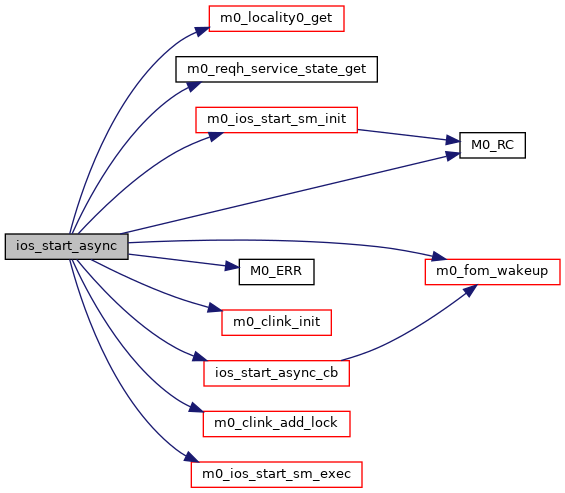 m0_locality0_get
m0_reqh_service_state_get
m0_ios_start_sm_init
M0_RC
ios_start_async
M0_ERR
m0_fom_wakeup
m0_clink_init
ios_start_async_cb
m0_clink_add_lock
m0_ios_start_sm_exec